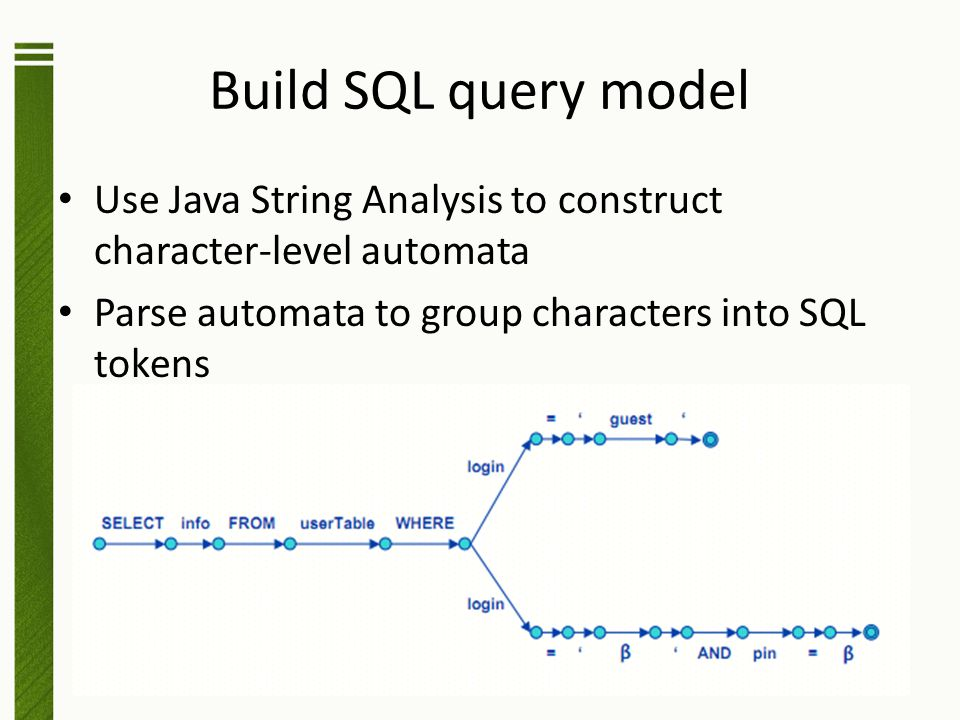 Build SQL query model
• Use Java String Analysis to construct
character-level automata
• Parse automata to group characters into SQL
tokens
= ‘ guest ‘
login
SELECT info FROM userTable WHERE
login
= ‘ β ‘ AND pin = β